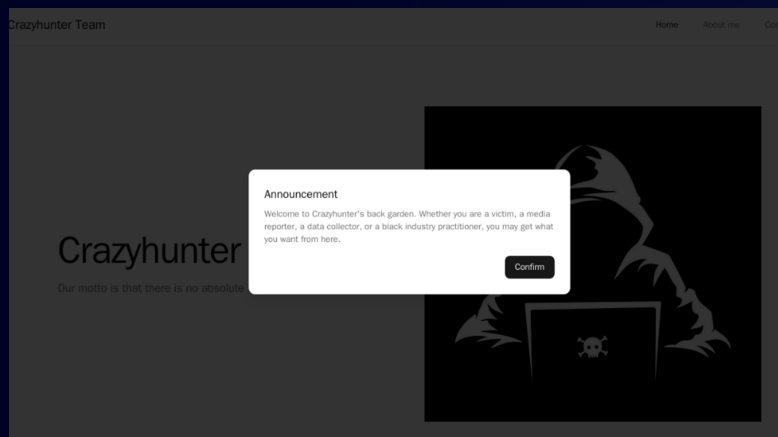 Crazyhunter Team
Home About me
Announcement
Welcome to Crazyhunter's back garden. Whether you are a victim, a media
reporter, a data collector, or a black industry practitioner, you may get what
you want from here.
Confirm
Crazyhunter
Our motto is that there is no absolute